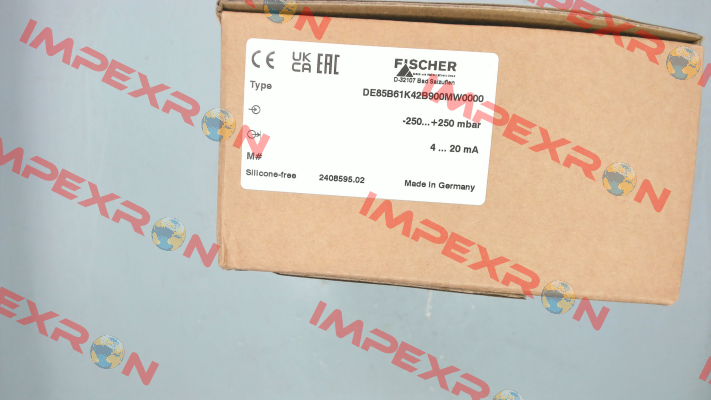 CE UK CA EAC
FISCHER
D-32107 Bad Salzuflen
Type DE85B61K42B900MW0000
-250...+250 mbar
4 ... 20 mA
M#
Silicone-free 2408595.02 Made in Germany
IMPEXRON
IMPEXRON
IMPEXRON
IMPEXRON
IMPEXRON
IMPEXRON
IMPEXRON